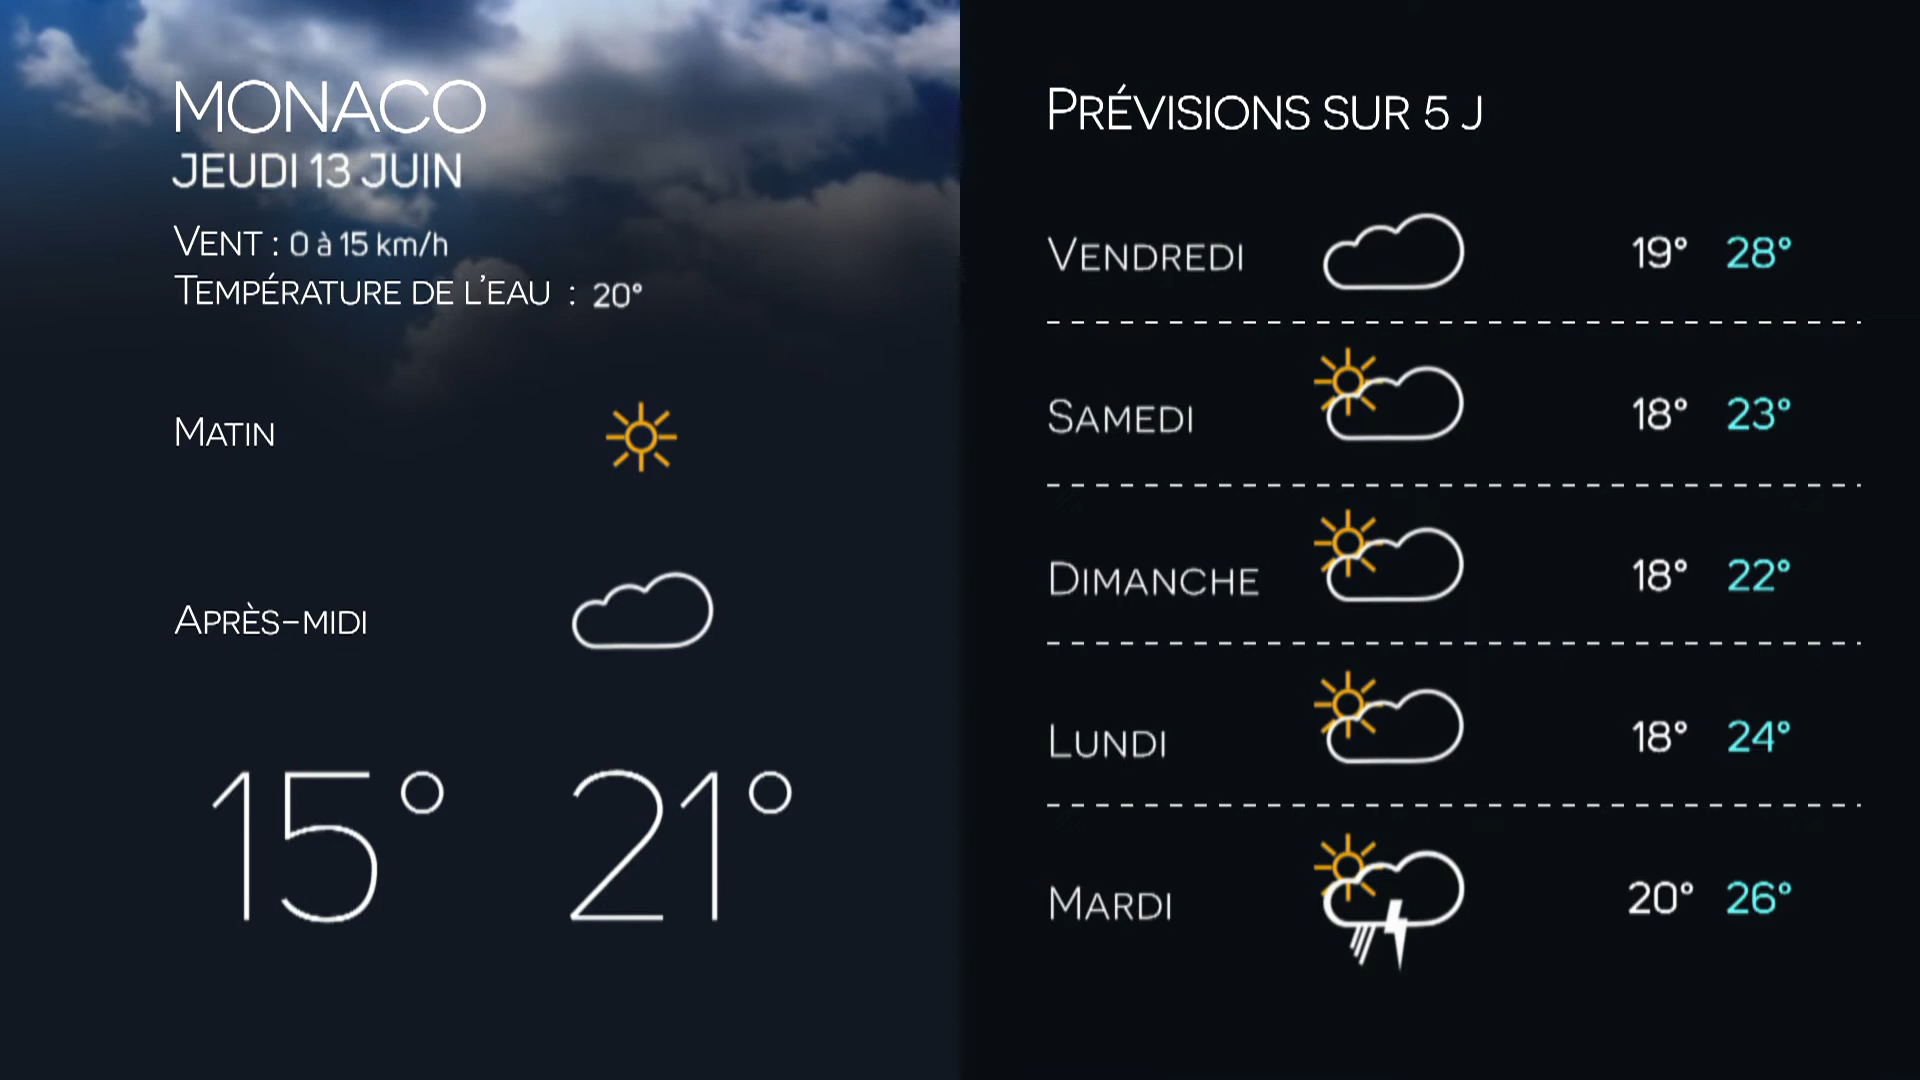 MONACO
JEUDI 13 JUIN
VENT : 0 à 15 km/h
TEMPÉRATURE DE L'EAU : 20°
MATIN
APRÈS-MIDI
15° 21°
PRÉVISIONS SUR 5 J
VENDREDI 19° 28°
SAMEDI 18° 23°
DIMANCHE 18° 22°
LUNDI 18° 24°
MARDI 20° 26°